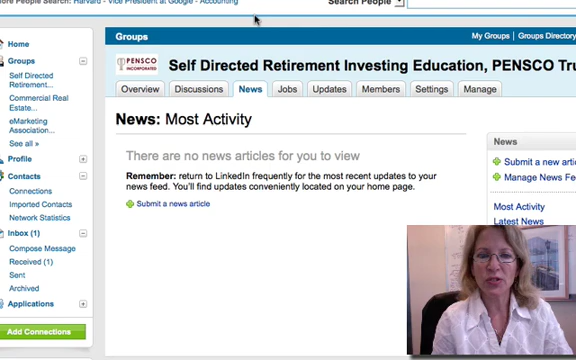 ore People Search: Harvard - Vice President at Google - Accounting
Search People
Groups
My Groups | Groups Directory
PENSCO
INCORPORATED
Self Directed Retirement Investing Education, PENSCO Tru
Overview
Discussions
News
Jobs
Updates
Members
Settings
Manage
Home
Groups
Self Directed
Retirement...
Commercial Real
Estate...
eMarketing
Association...
See all »
Profile
Contacts
Connections
Imported Contacts
Network Statistics
Inbox (1)
Compose Message
Received (1)
Sent
Archived
Applications
Add Connections
News: Most Activity
There are no news articles for you to view
Remember: return to LinkedIn frequently for the most recent updates to your
news feed. You'll find updates conveniently located on your home page.
Submit a news article
News
Submit a new artic
Manage News Fee
Most Activity
Latest News